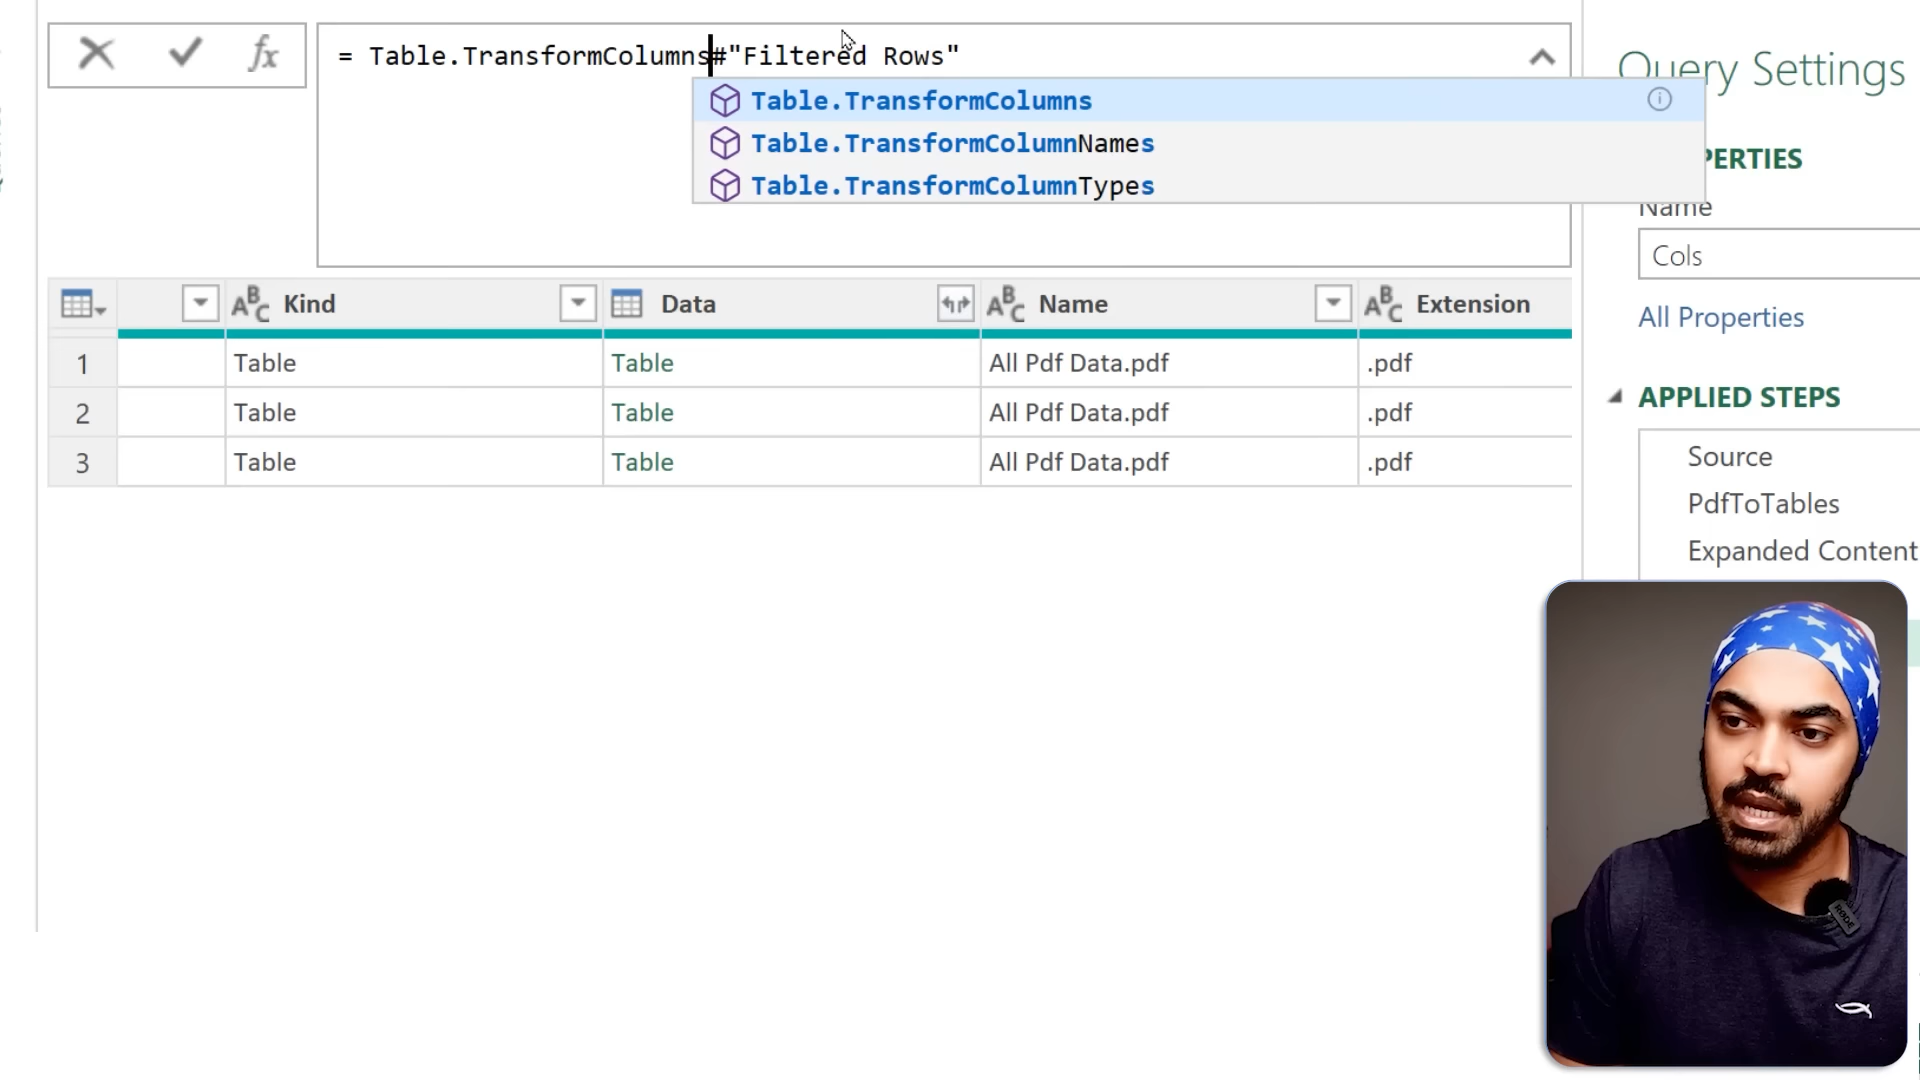 = Table.TransformColumns#"Filtered Rows"
Table.TransformColumns
Table.TransformColumnNames
Table.TransformColumnTypes
Query Settings
PERTIES
Name
Cols
All Properties
APPLIED STEPS
Source
PdfToTables
Expanded Content
Kind Data Name Extension
1 Table Table All Pdf Data.pdf .pdf
2 Table Table All Pdf Data.pdf .pdf
3 Table Table All Pdf Data.pdf .pdf
RØDE